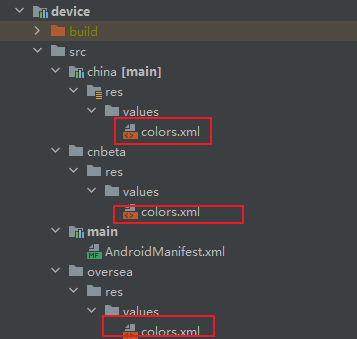 device
build
src
china [main]
res
values
colors.xml
cnbeta
res
values
colors.xml
main
MF AndroidManifest.xml
oversea
res
values
colors.xml